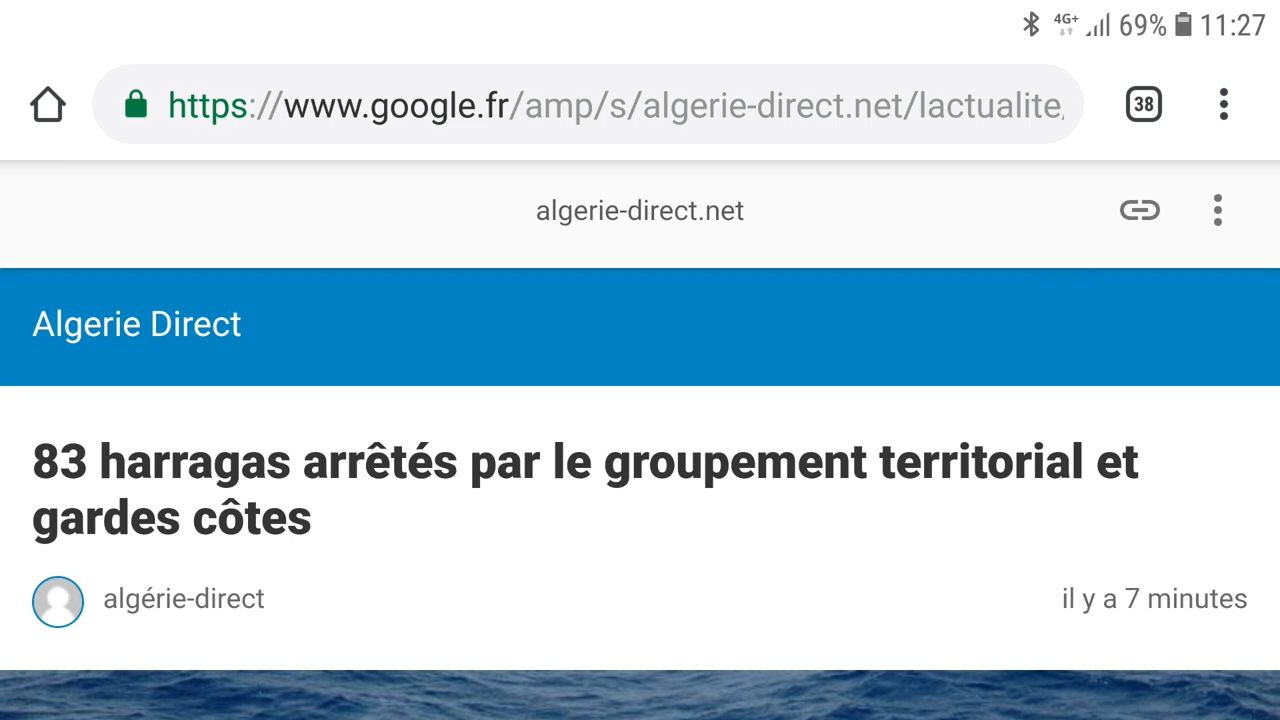 4G+ 69% 11:27
https://www.google.fr/amp/s/algerie-direct.net/lactualite 38
algerie-direct.net
Algerie Direct
83 harragas arrêtés par le groupement territorial et
gardes côtes
algérie-direct il y a 7 minutes